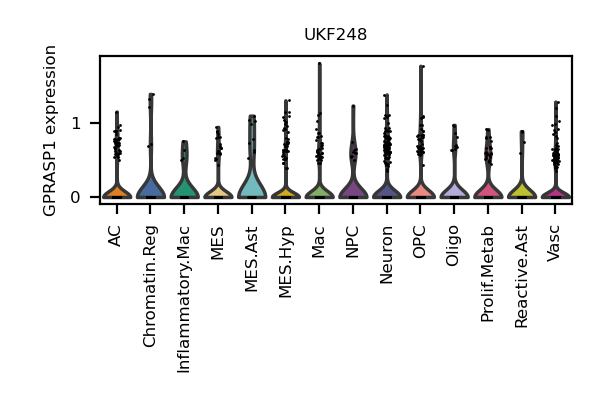 UKF248
GPRASP1 expression
1
0
AC
Chromatin.Reg
Inflammatory.Mac
MES
MES.Ast
MES.Hyp
Mac
NPC
Neuron
OPC
Oligo
Prolif.Metab
Reactive.Ast
Vasc